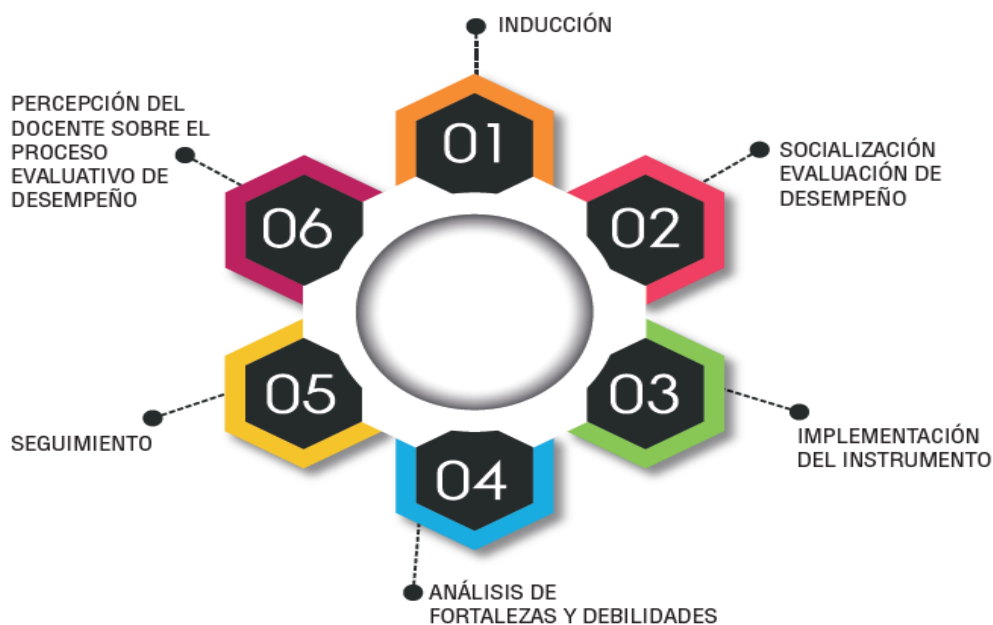 01
INDUCCIÓN
02
SOCIALIZACIÓN
EVALUACIÓN DE
DESEMPEÑO
03
IMPLEMENTACIÓN
DEL INSTRUMENTO
04
ANÁLISIS DE
FORTALEZAS Y DEBILIDADES
05
SEGUIMIENTO
06
PERCEPCIÓN DEL
DOCENTE SOBRE EL
PROCESO
EVALUATIVO DE
DESEMPEÑO